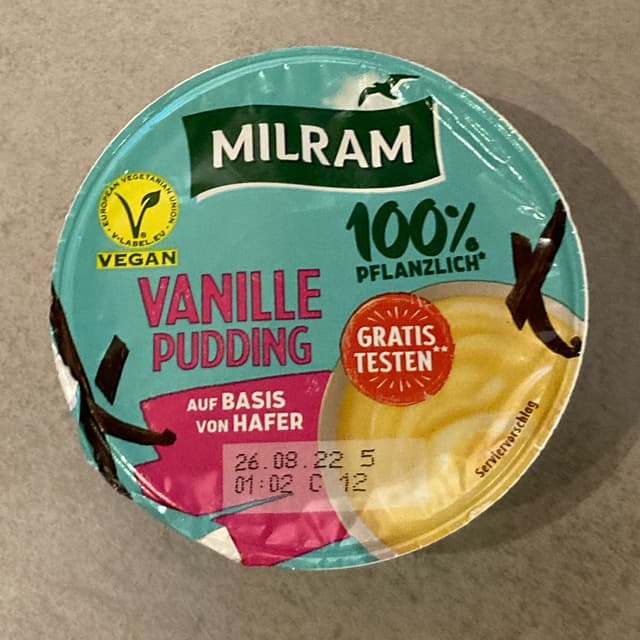 MILRAM
EUROPEAN VEGETARIAN UNION
V-LABEL.EU
VEGAN
100%
PFLANZLICH*
VANILLE
PUDDING
GRATIS
TESTEN**
AUF BASIS
VON HAFER
Serviervorschlag
26.08.22 5
01:02 C 12